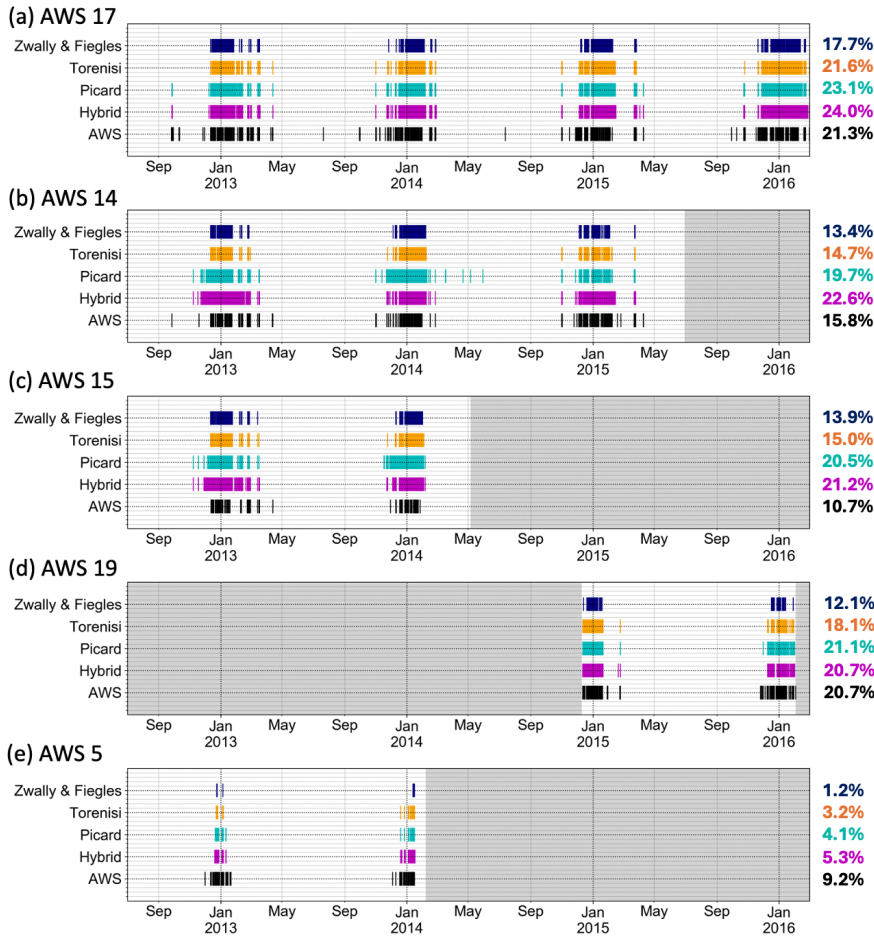 (a) AWS 17
Zwally & Fiegles 17.7%
Torenisi 21.6%
Picard 23.1%
Hybrid 24.0%
AWS 21.3%
Sep Jan May Sep Jan May Sep Jan May Sep Jan
2013 2014 2015 2016
(b) AWS 14
Zwally & Fiegles 13.4%
Torenisi 14.7%
Picard 19.7%
Hybrid 22.6%
AWS 15.8%
Sep Jan May Sep Jan May Sep Jan May Sep Jan
2013 2014 2015 2016
(c) AWS 15
Zwally & Fiegles 13.9%
Torenisi 15.0%
Picard 20.5%
Hybrid 21.2%
AWS 10.7%
Sep Jan May Sep Jan May Sep Jan May Sep Jan
2013 2014 2015 2016
(d) AWS 19
Zwally & Fiegles 12.1%
Torenisi 18.1%
Picard 21.1%
Hybrid 20.7%
AWS 20.7%
Sep Jan May Sep Jan May Sep Jan May Sep Jan
2013 2014 2015 2016
(e) AWS 5
Zwally & Fiegles 1.2%
Torenisi 3.2%
Picard 4.1%
Hybrid 5.3%
AWS 9.2%
Sep Jan May Sep Jan May Sep Jan May Sep Jan
2013 2014 2015 2016